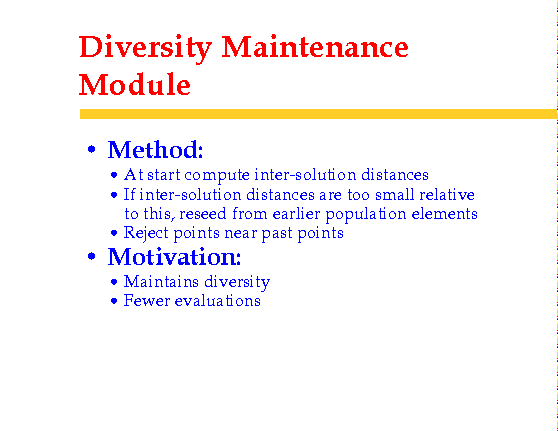 Diversity Maintenance
Module
• Method:
• At start compute inter-solution distances
• If inter-solution distances are too small relative
to this, reseed from earlier population elements
• Reject points near past points
• Motivation:
• Maintains diversity
• Fewer evaluations